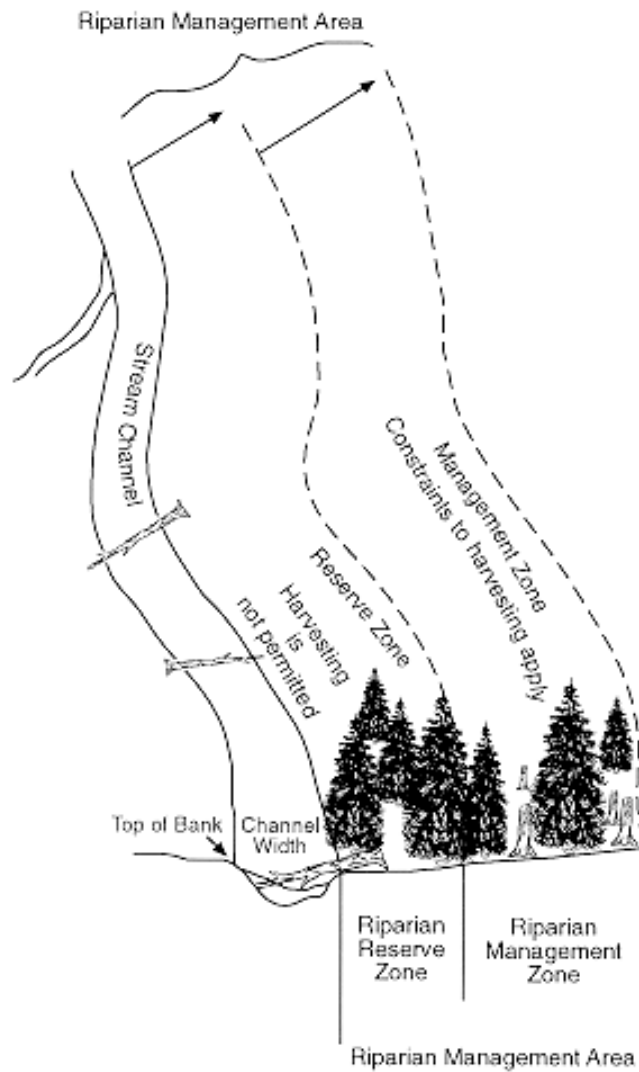 Riparian Management Area
Stream Channel
Management Zone
Constraints to harvesting apply
Reserve Zone
Harvesting
is
not permitted
Top of Bank
Channel
Width
Riparian
Reserve
Zone
Riparian
Management
Zone
Riparian Management Area